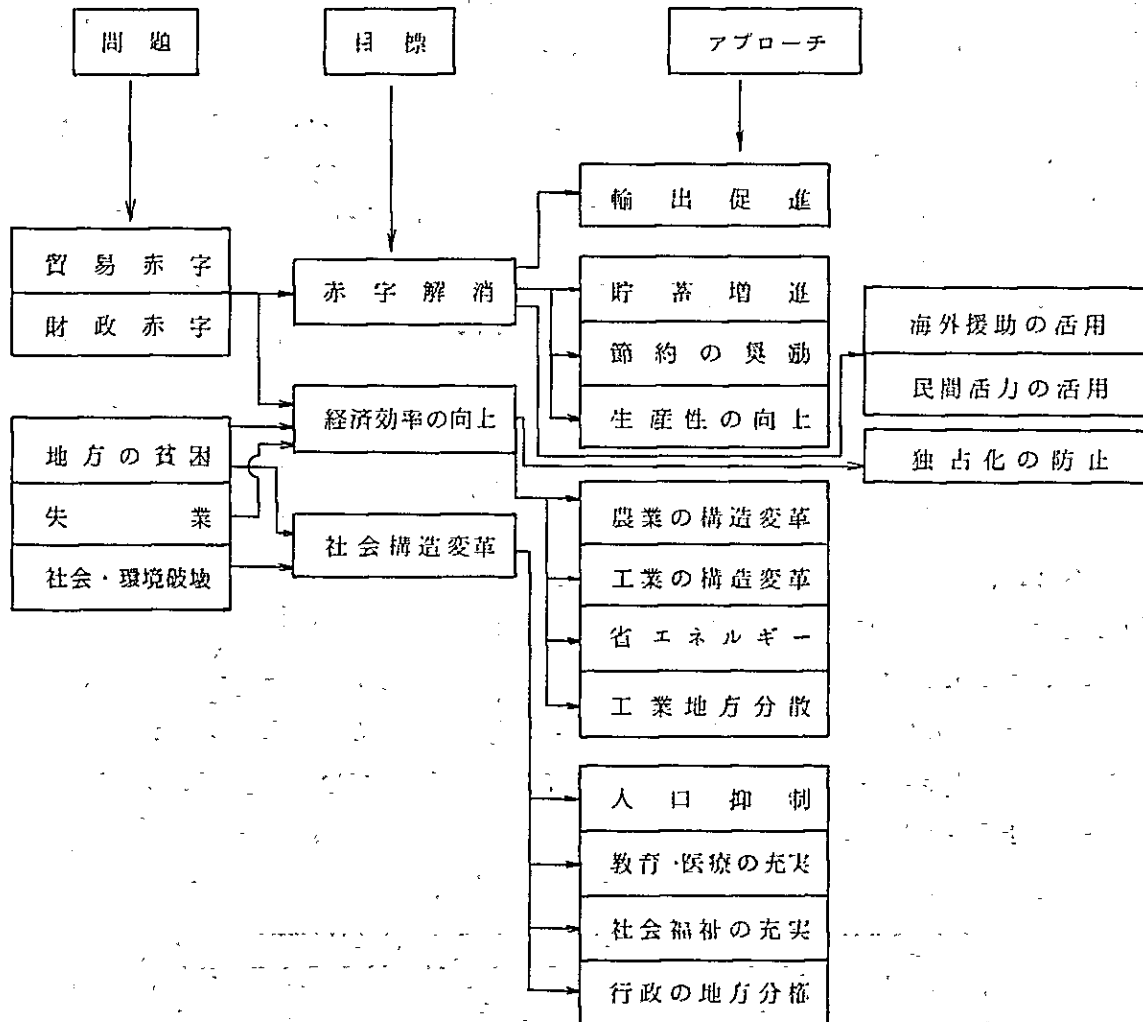 問題
目標
アプローチ
輸出促進
貿易赤字
財政赤字
赤字解消
貯蓄増進
節約の奨励
生産性の向上
海外援助の活用
民間活力の活用
独占化の防止
経済効率の向上
地方の貧困
失業
社会・環境破壊
社会構造変革
農業の構造変革
工業の構造変革
省エネルギー
工業地方分散
人口抑制
教育・医療の充実
社会福祉の充実
行政の地方分権